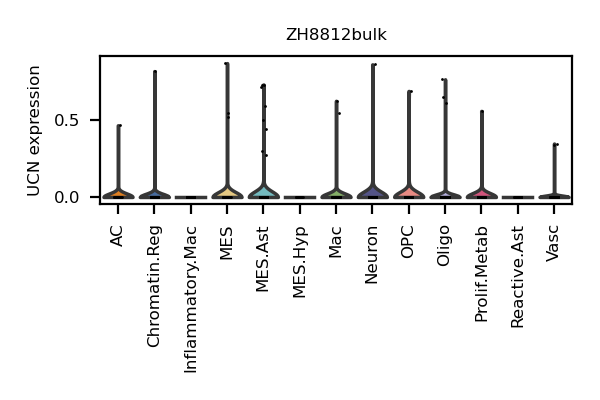 ZH8812bulk
UCN expression
0.5
0.0
AC
Chromatin.Reg
Inflammatory.Mac
MES
MES.Ast
MES.Hyp
Mac
Neuron
OPC
Oligo
Prolif.Metab
Reactive.Ast
Vasc